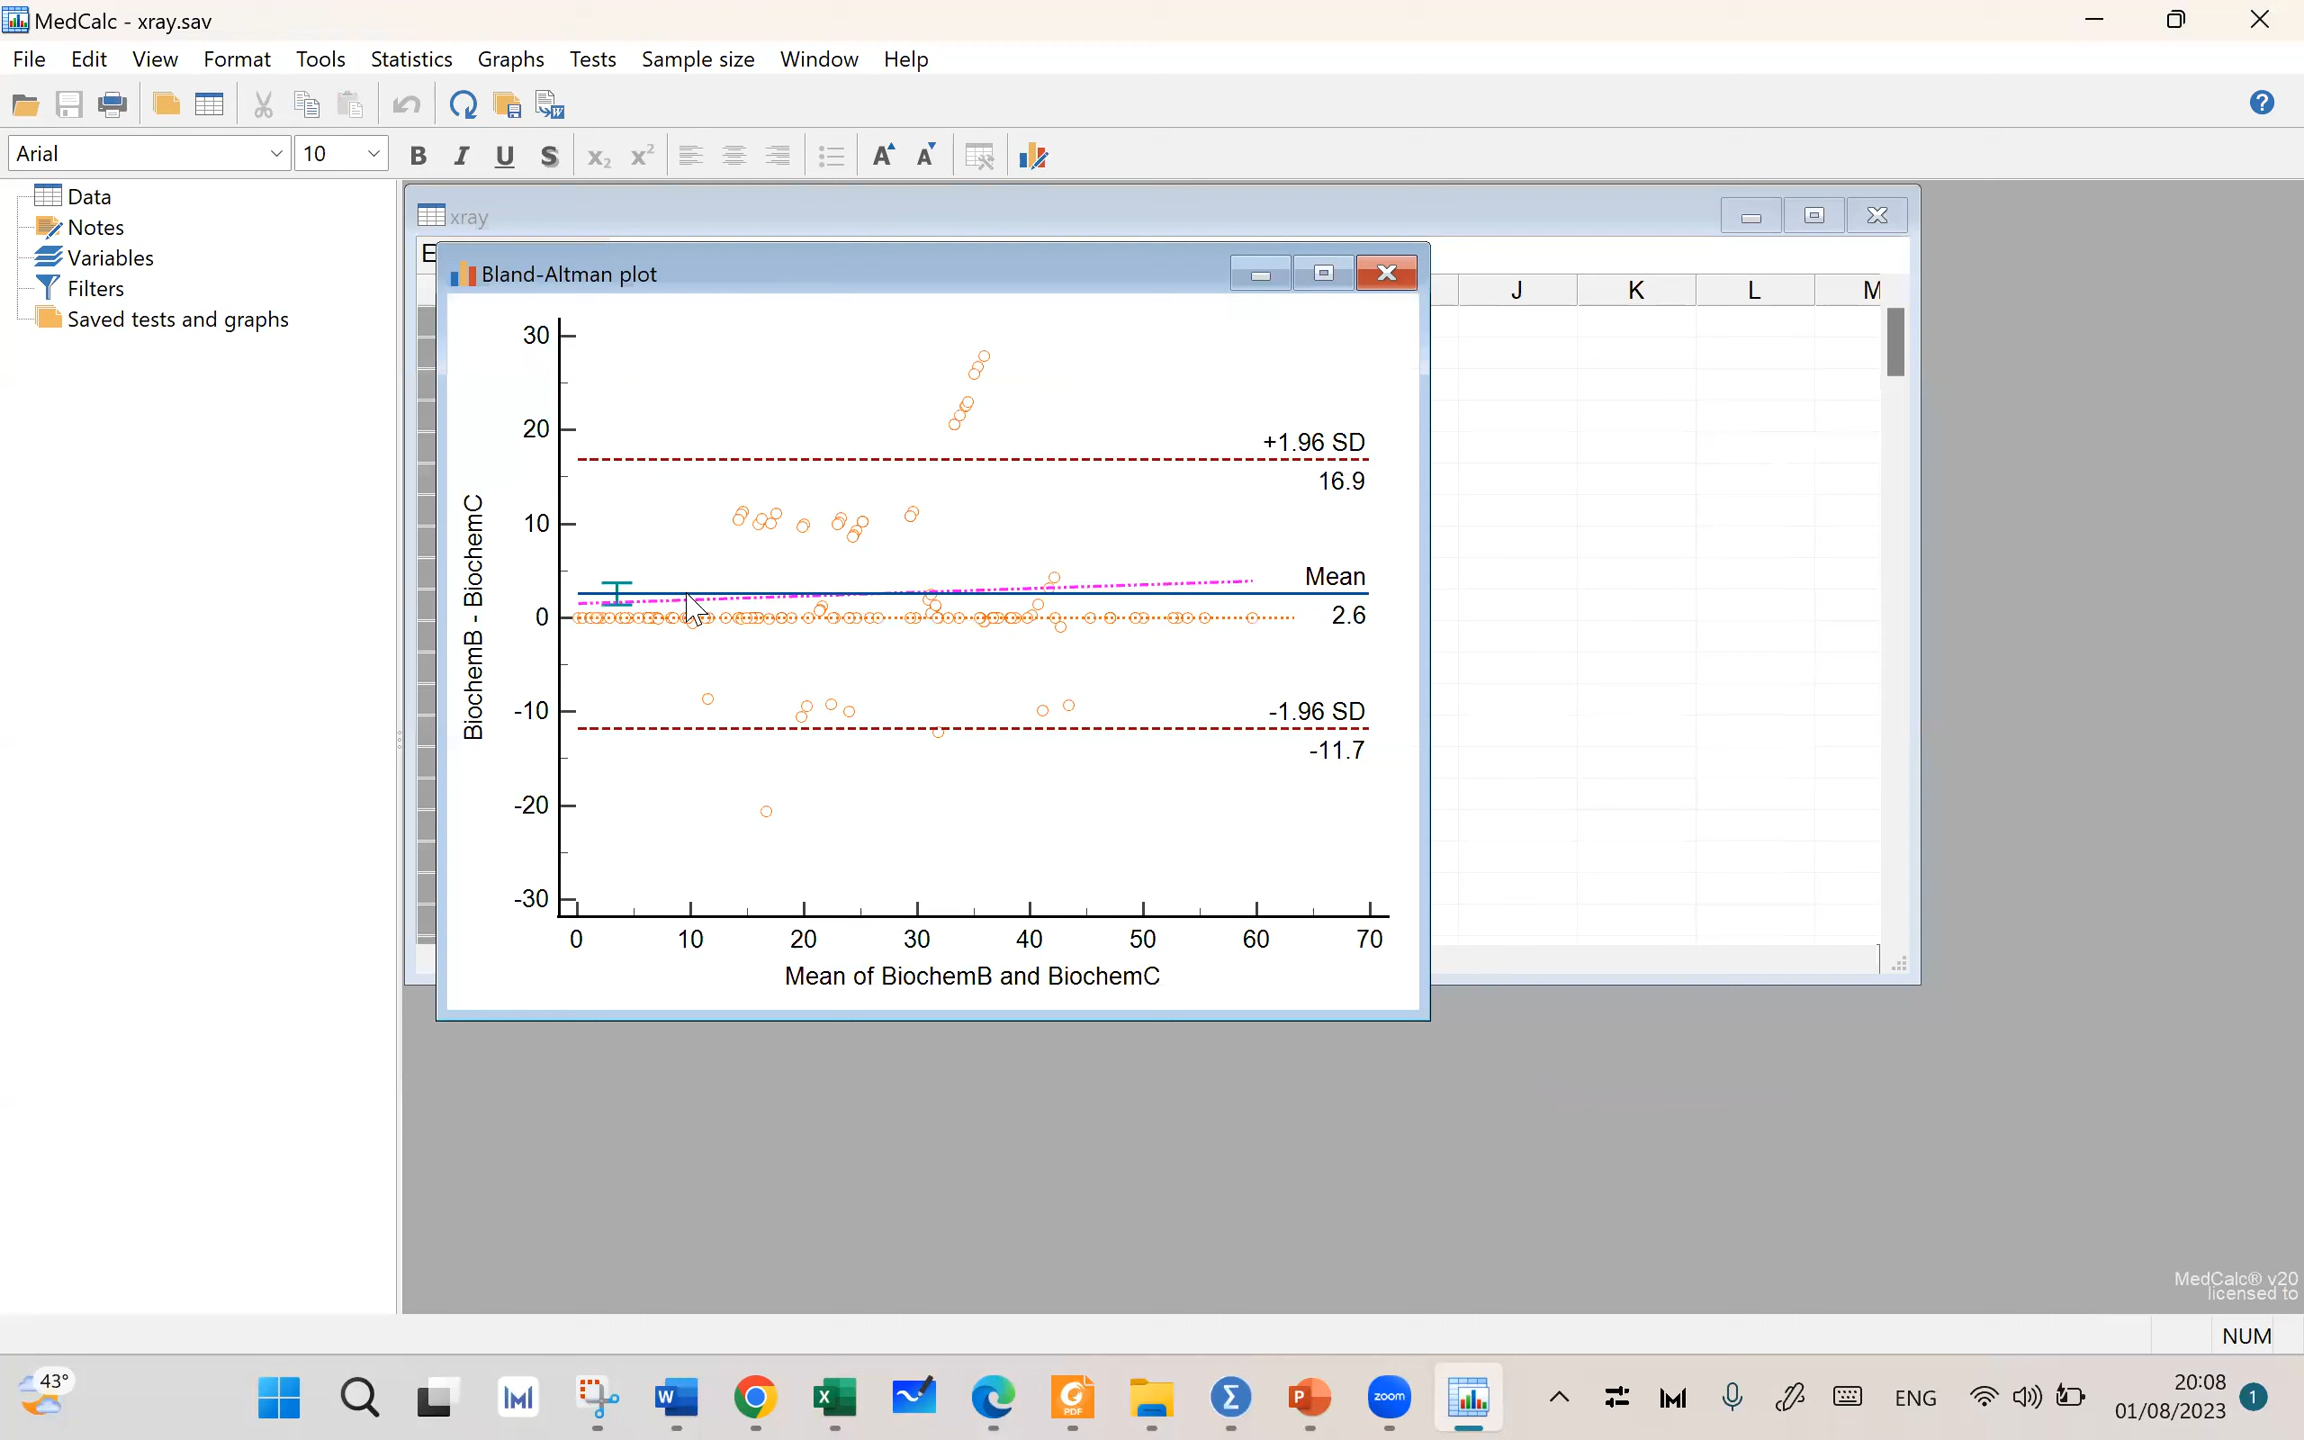 MedCalc - xray.sav
File Edit View Format Tools Statistics Graphs Tests Sample size Window Help
Arial 10 B I U S X₂ X² A A
Data
Notes
Variables
Filters
Saved tests and graphs
xray
E
J K L M
Bland-Altman plot
30
20
10
0
-10
-20
-30
BiochemB - BiochemC
+1.96 SD
16.9
Mean
2.6
-1.96 SD
-11.7
0 10 20 30 40 50 60 70
Mean of BiochemB and BiochemC
MedCalc® v20
licensed to
NUM
43°
PDF
zoom
ENG
20:08
01/08/2023
1